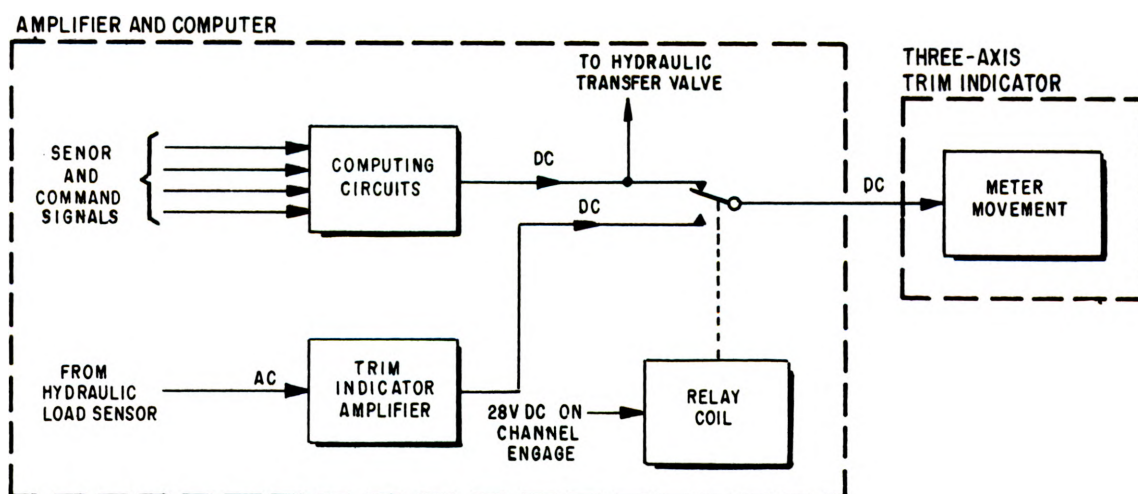 AMPLIFIER AND COMPUTER
TO HYDRAULIC
TRANSFER VALVE
THREE-AXIS
TRIM INDICATOR
SENOR
AND
COMMAND
SIGNALS
COMPUTING
CIRCUITS
DC
DC
DC
METER
MOVEMENT
FROM
HYDRAULIC
LOAD SENSOR
AC
TRIM
INDICATOR
AMPLIFIER
28V DC ON
CHANNEL
ENGAGE
RELAY
COIL